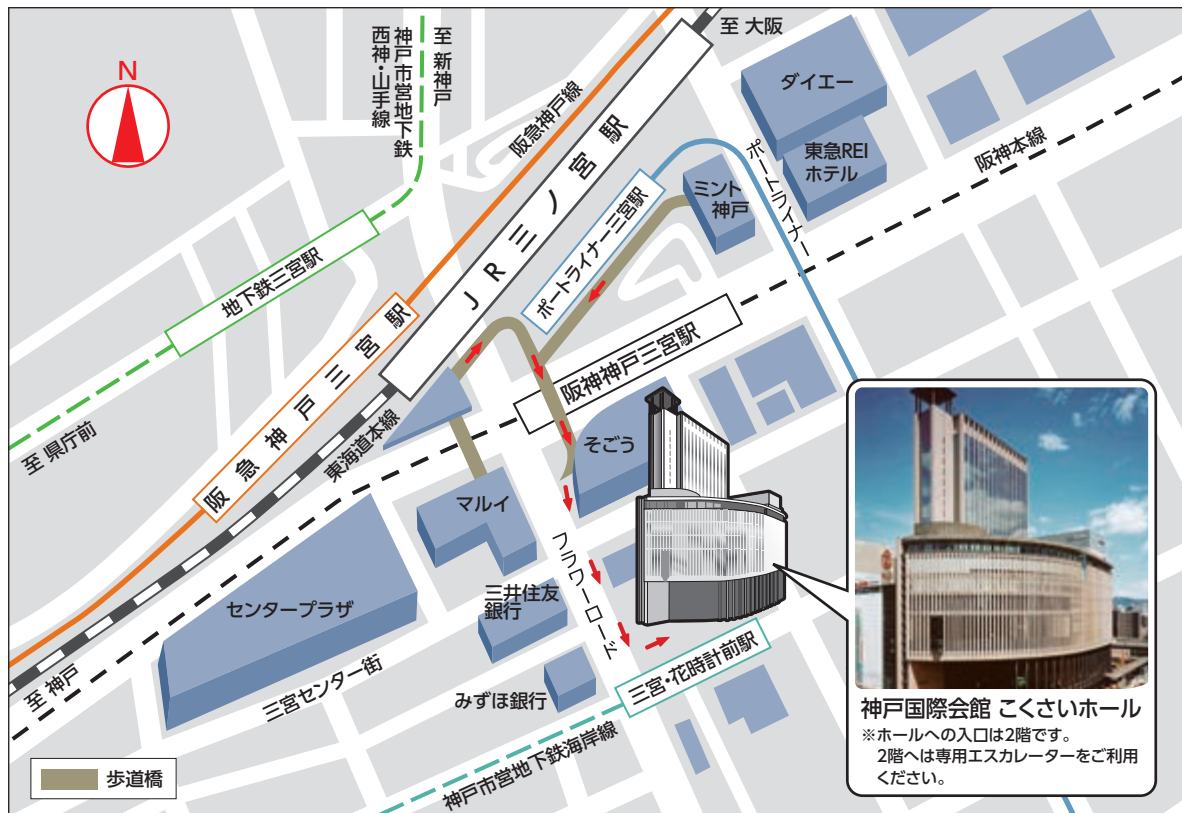 N
至 新神戸
神戸市営地下鉄
西神・山手線
至 大阪
阪急神戸線
JR三ノ宮駅
ダイエー
東急REI
ホテル
阪神本線
ポートライナー
ミント
神戸
ポートライナー三宮駅
地下鉄三宮駅
阪急神戸三宮駅
阪神神戸三宮駅
至 県庁前
東海道本線
そごう
マルイ
フラワーロード
センタープラザ
三井住友
銀行
三宮・花時計前駅
至 神戸
三宮センター街
みずほ銀行
神戸市営地下鉄海岸線
歩道橋
神戸国際会館 こくさいホール
※ホールへの入口は2階です。
2階へは専用エスカレーターをご利用
ください。